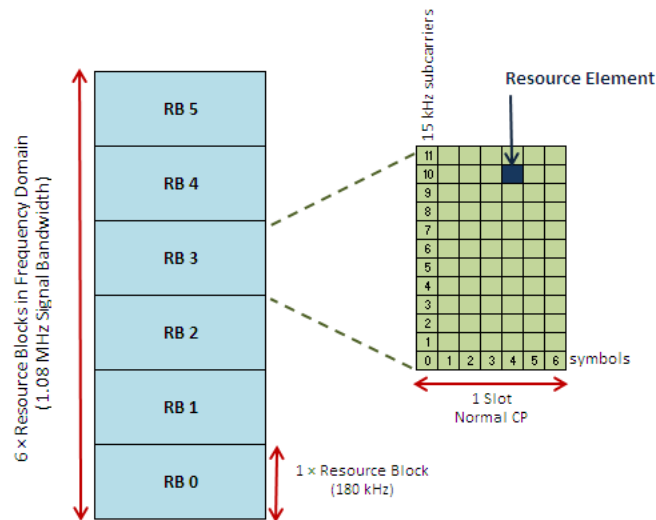 6 × Resource Blocks in Frequency Domain
(1.08 MHz Signal Bandwidth)
RB 5
RB 4
RB 3
RB 2
RB 1
RB 0
1 × Resource Block
(180 kHz)
15 kHz subcarriers
Resource Element
11
10
9
8
7
6
5
4
3
2
1
0 1 2 3 4 5 6 symbols
1 Slot
Normal CP